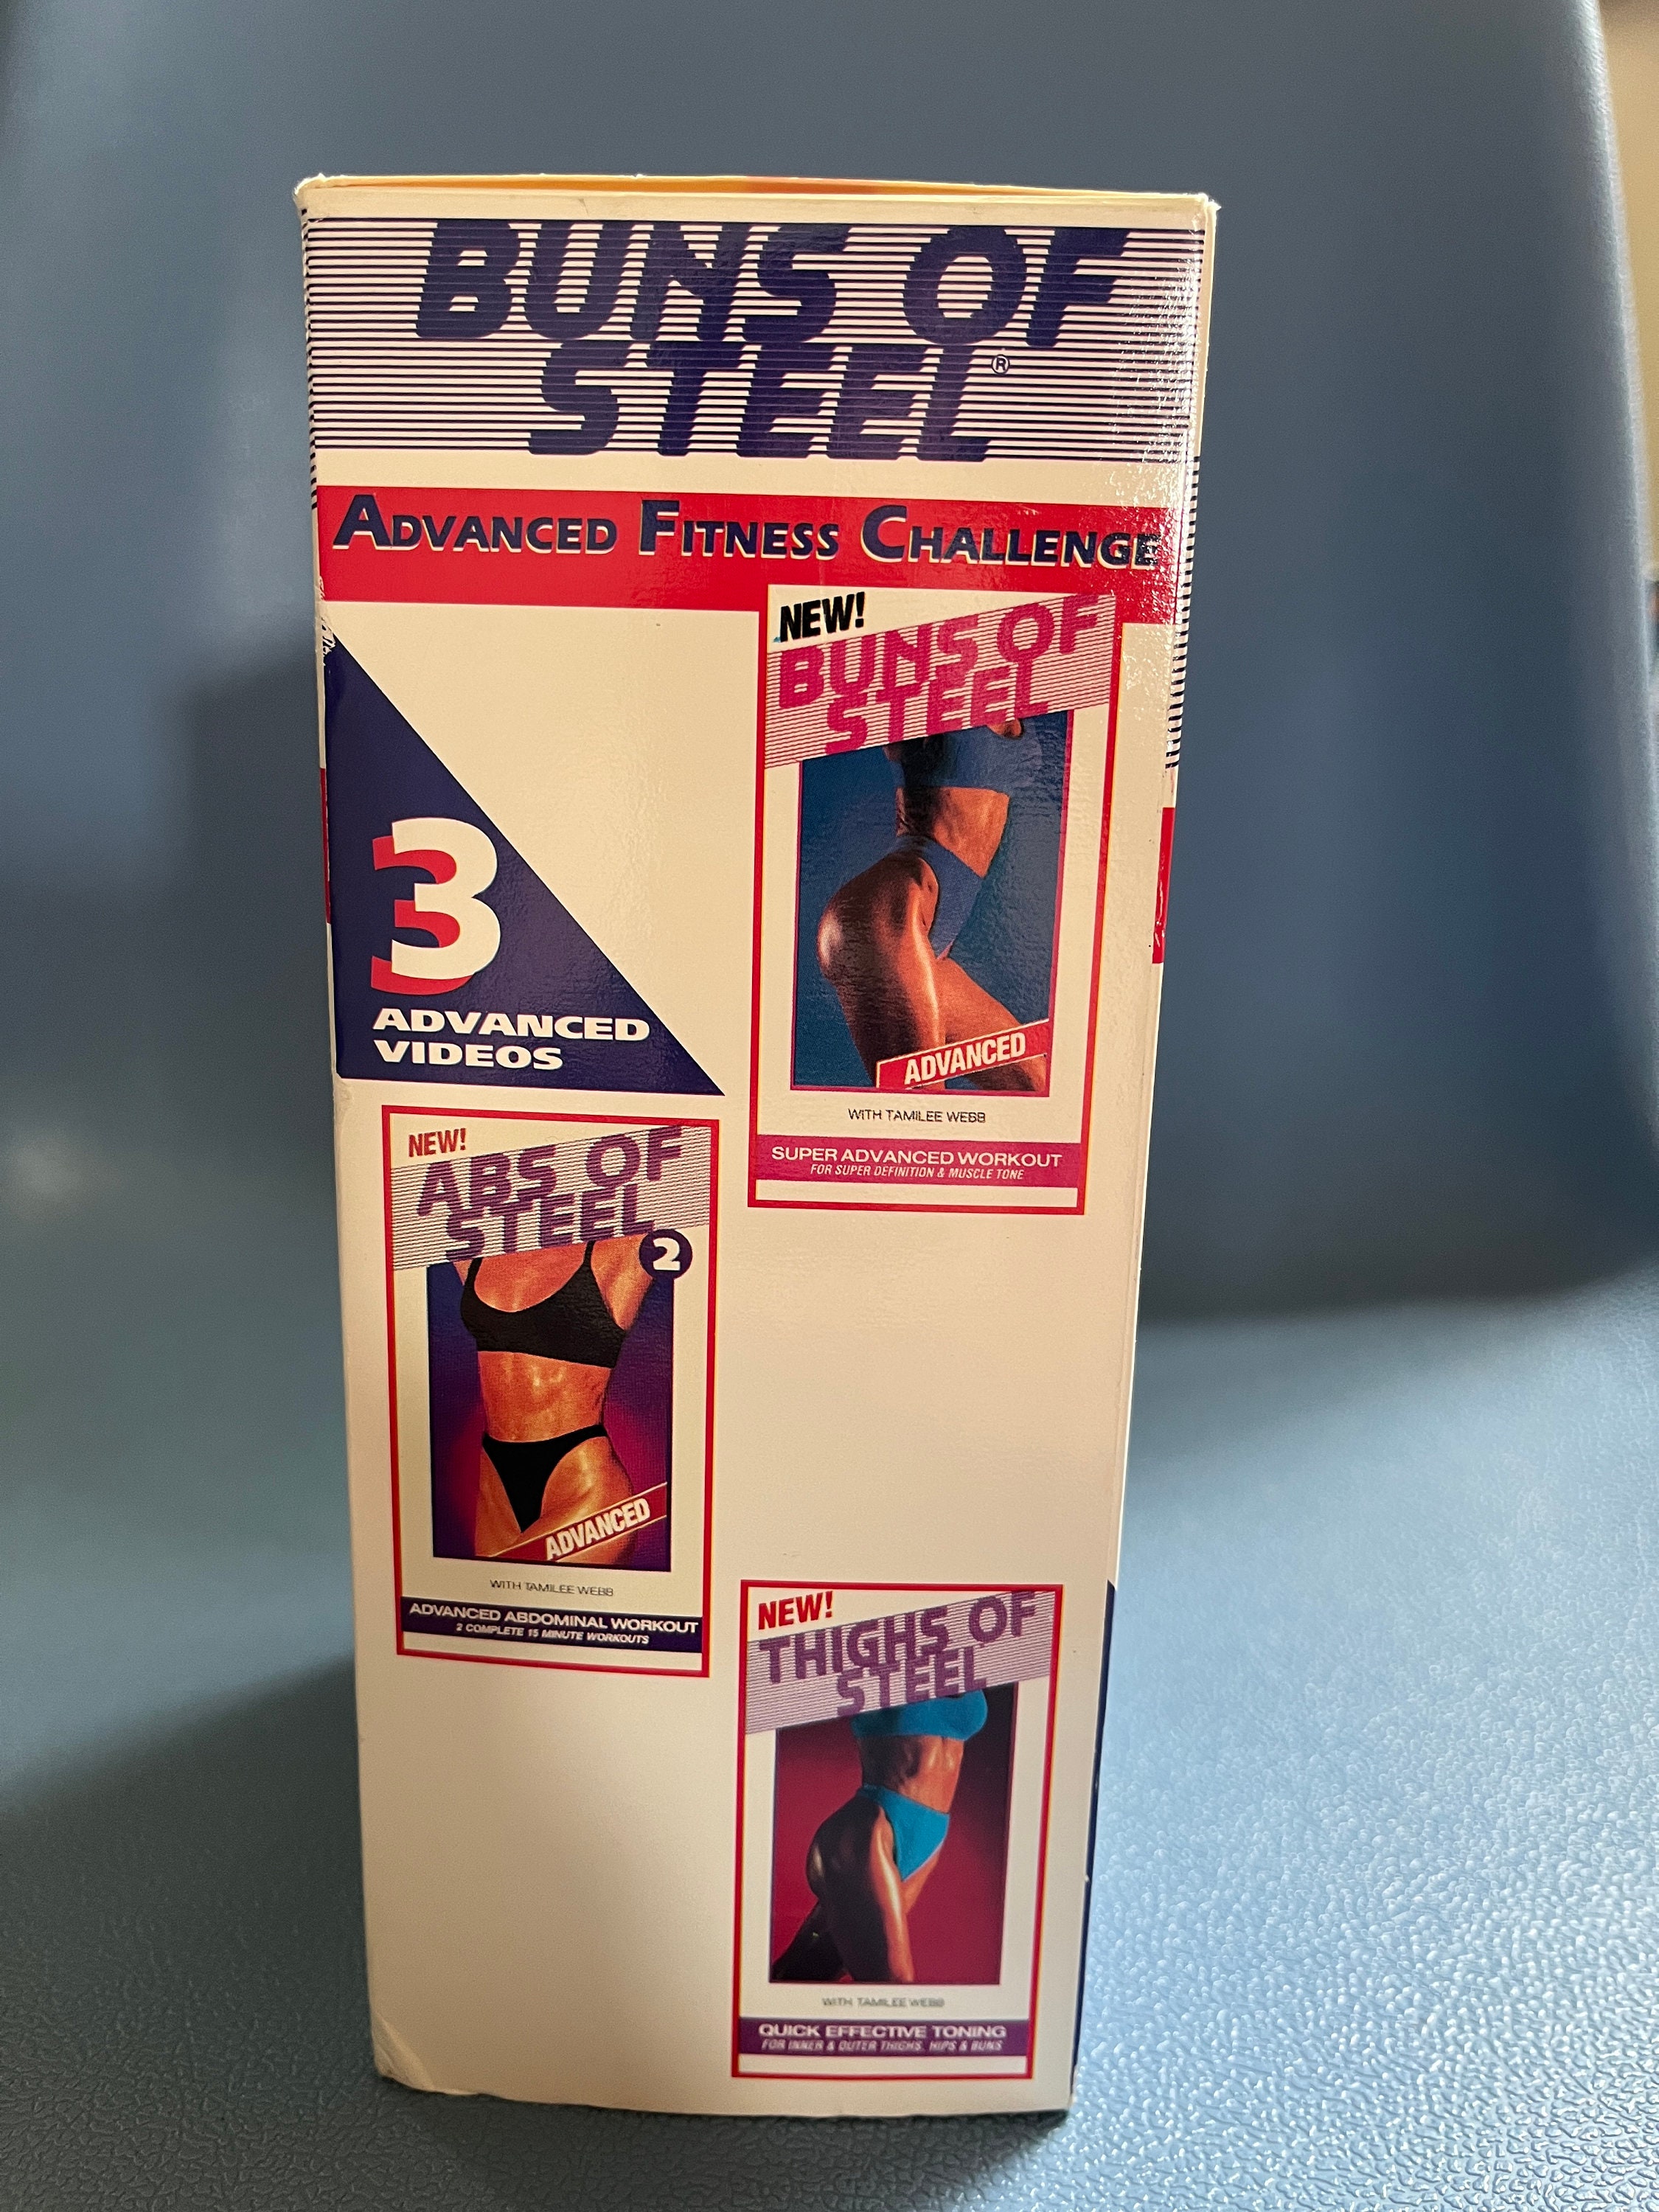 BUNS OF
STEEL®
ADVANCED FITNESS CHALLENGE
3
ADVANCED
VIDEOS
NEW!
BUNS OF
STEEL
ADVANCED
WITH TAMILEE WEBB
SUPER ADVANCED WORKOUT
FOR SUPER DEFINITION & MUSCLE TONE
NEW!
ABS OF
STEEL
2
ADVANCED
WITH TAMILEE WEBB
ADVANCED ABDOMINAL WORKOUT
2 COMPLETE 15 MINUTE WORKOUTS
NEW!
THIGHS OF
STEEL
WITH TAMILEE WEBB
QUICK EFFECTIVE TONING
FOR INNER & OUTER THIGHS, HIPS & BUNS